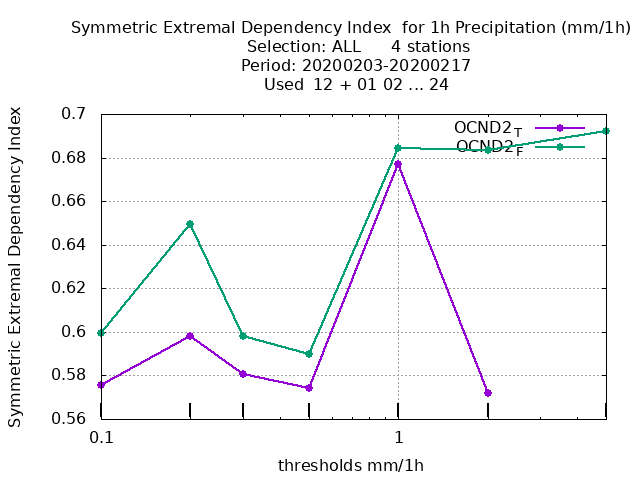 Symmetric Extremal Dependency Index  for 1h Precipitation (mm/1h)
Selection: ALL      4 stations
Period: 20200203-20200217
Used  12 + 01 02 ... 24
Symmetric Extremal Dependency Index
0.7
0.68
0.66
0.64
0.62
0.6
0.58
0.56
OCND2T
OCND2F
0.1
1
thresholds mm/1h